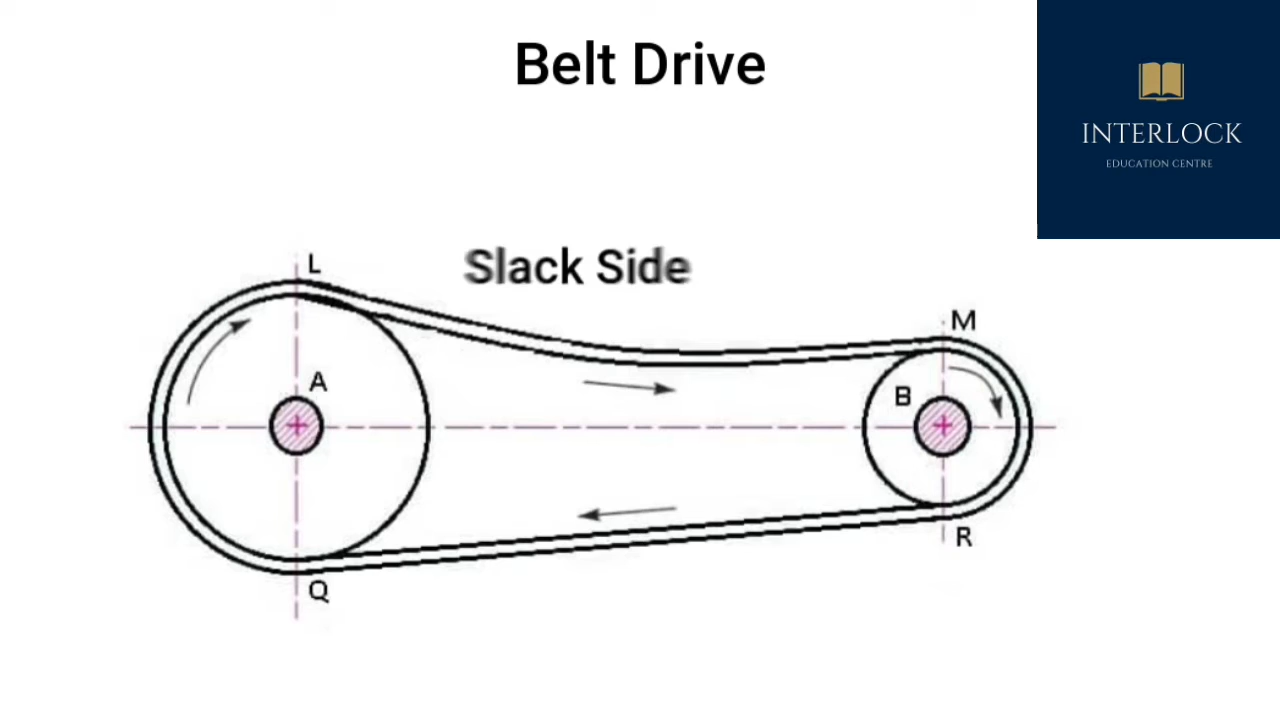 Belt Drive
INTERLOCK
EDUCATION CENTRE
Slack Side
L
M
A
B
R
Q